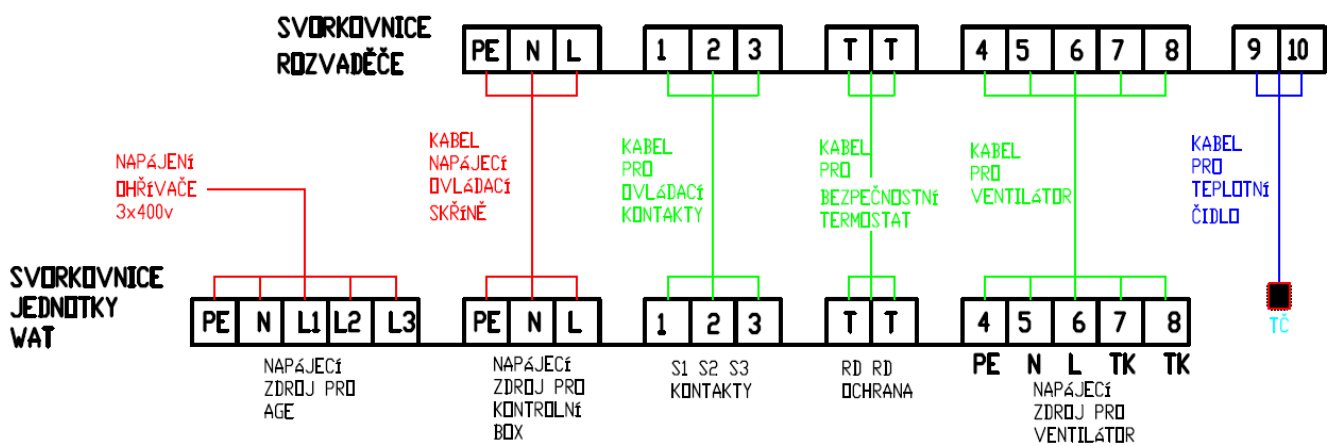 SVORKOVNICE
ROZVADĚČE
PE N L
1 2 3
T T
4 5 6 7 8
9 10
NAPáJENí
OHŘíVAČE
3x400v
KABEL
NAPáJECí
OVLáDACí
SKŘíNĚ
KABEL
PRO
OVLáDACí
KONTAKTY
KABEL
PRO
BEZPEČNOSTNí
TERMOSTAT
KABEL
PRO
VENTILáTOR
KABEL
PRO
TEPLOTNí
ČIDLO
TČ
SVORKOVNICE
JEDNOTKY
WAT
PE N L1 L2 L3
NAPáJECí
ZDROJ PRO
AGE
PE N L
NAPáJECí
ZDROJ PRO
KONTROLNí
BOX
1 2 3
S1 S2 S3
KONTAKTY
T T
RD RD
OCHRANA
4 5 6 7 8
PE N L TK TK
NAPáJECí
ZDROJ PRO
VENTILáTOR